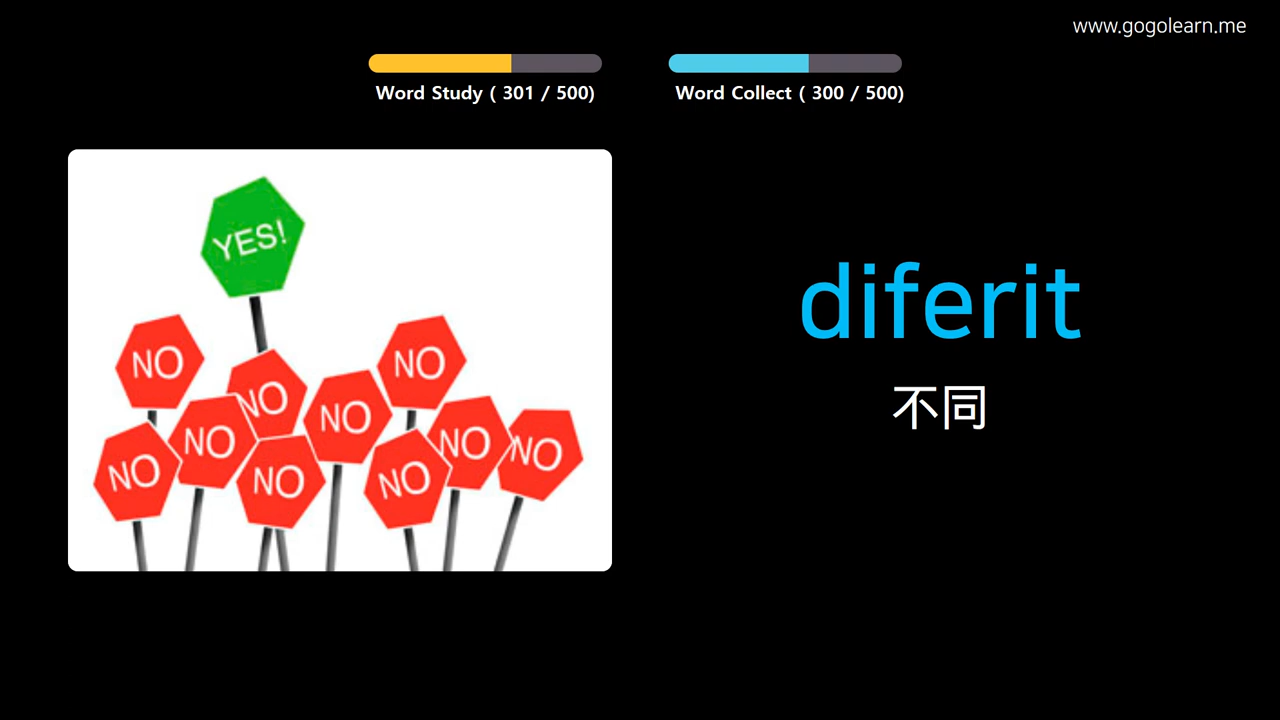 www.gogolearn.me
Word Study ( 301 / 500)
Word Collect ( 300 / 500)
YES!
NO
NO
NO
NO
NO
NO
NO
NO
NO
NO
diferit
不同